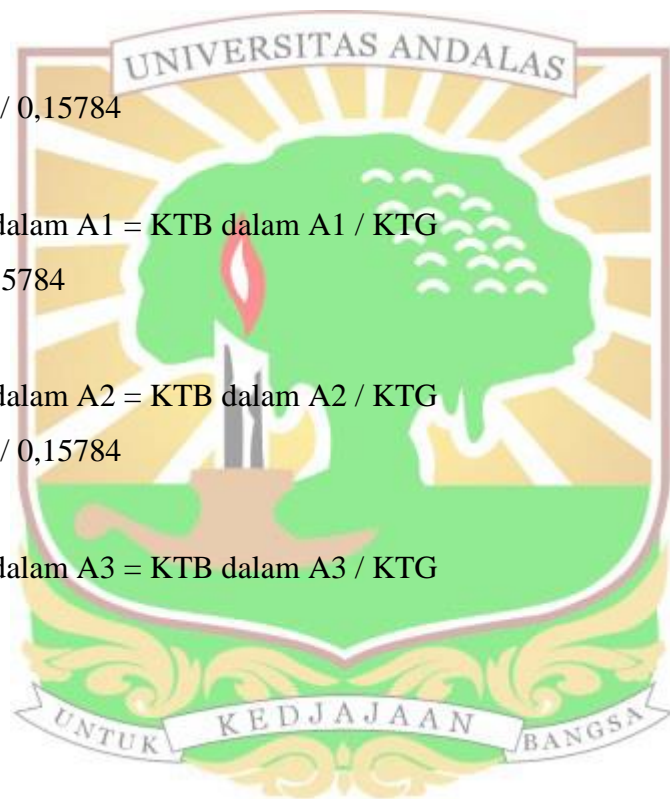 UNIVERSITAS ANDALAS
/ 0,15784
dalam A1 = KTB dalam A1 / KTG
5784
dalam A2 = KTB dalam A2 / KTG
/ 0,15784
dalam A3 = KTB dalam A3 / KTG
UNTUK KEDJAJAAN BANGSA